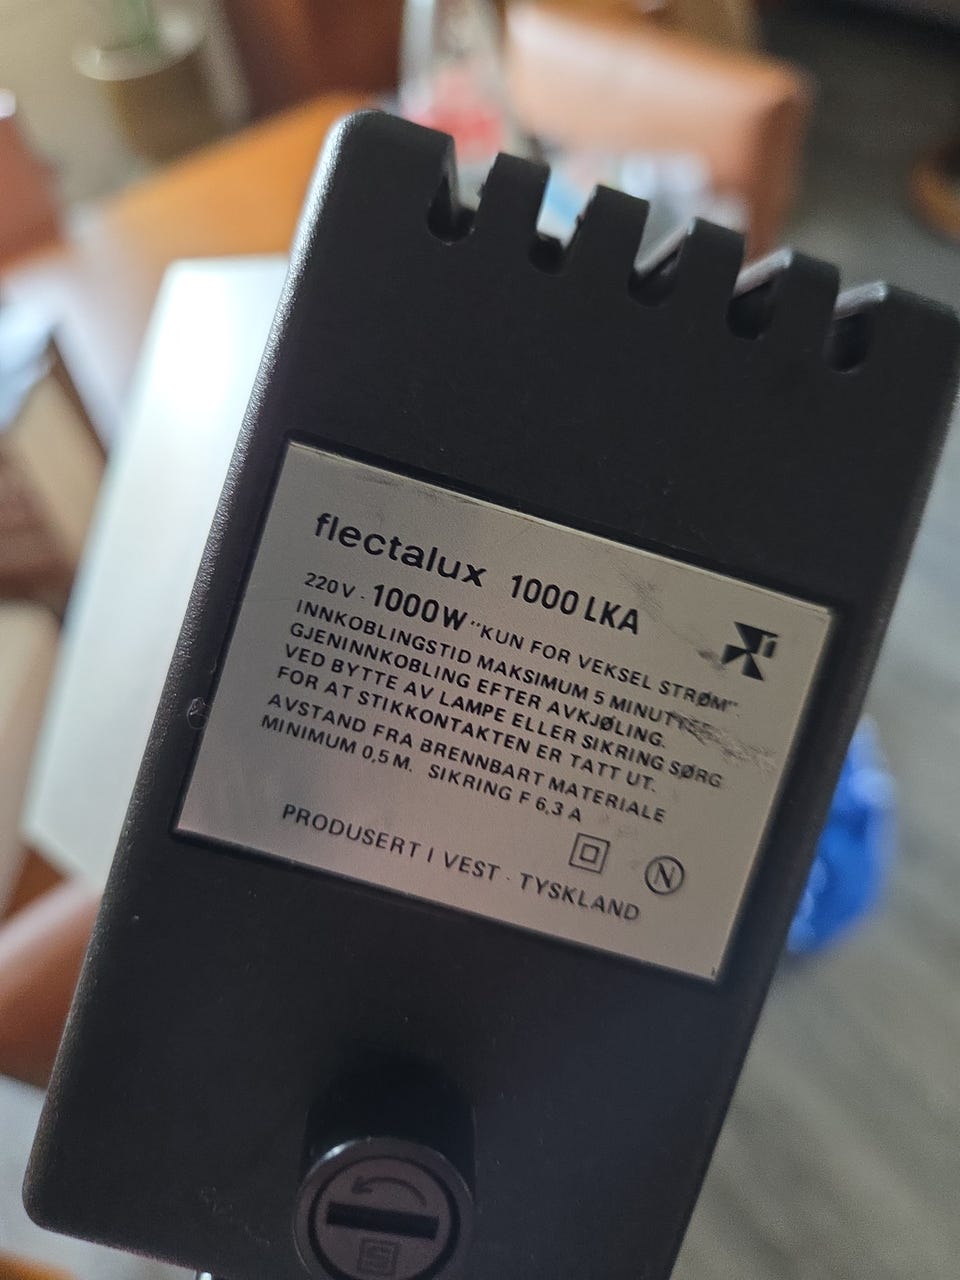 flectalux 1000 LKA
220 V - 1000 W "KUN FOR VEKSEL STRØM".
INNKOBLINGSTID MAKSIMUM 5 MINUTTER
GJENINNKOBLING EFTER AVKJØLING.
VED BYTTE AV LAMPE ELLER SIKRING SØRG
FOR AT STIKKONTAKTEN ER TATT UT.
AVSTAND FRA BRENNBART MATERIALE
MINIMUM 0,5 M. SIKRING F 6,3 A
N
PRODUSERT I VEST - TYSKLAND